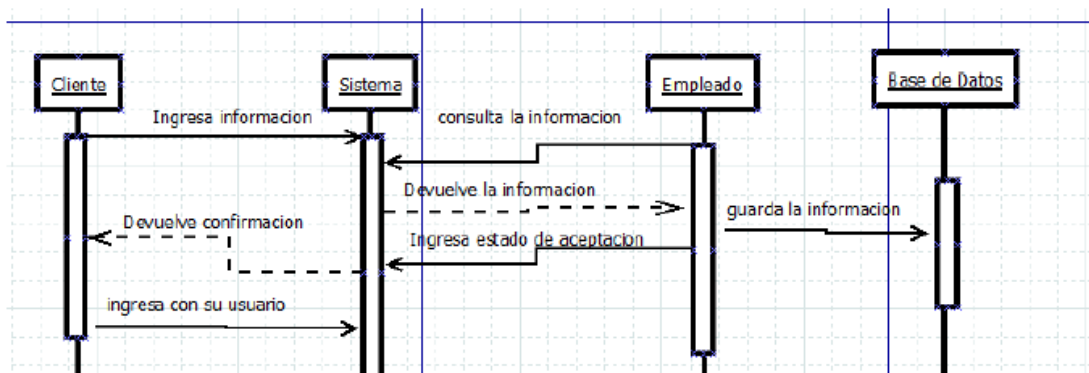 Cliente
Sistema
Empleado
Base de Datos
Ingresa informacion
consulta la informacion
Devuelve la informacion
guarda la informacion
Devuelve confirmacion
Ingresa estado de aceptacion
ingresa con su usuario